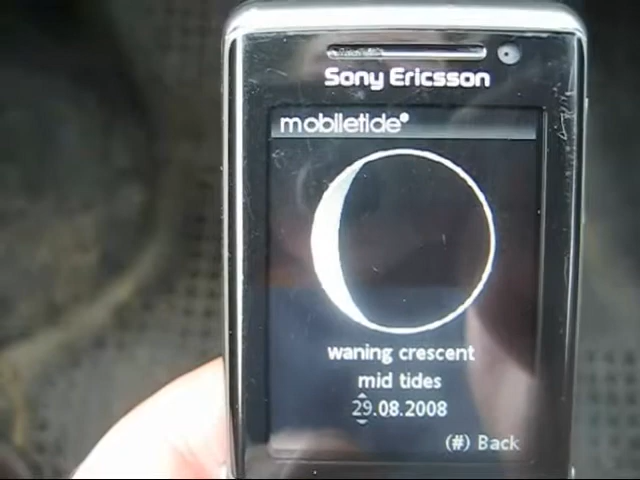 Sony Ericsson
mobiletide®
waning crescent
mid tides
29.08.2008
(#) Back